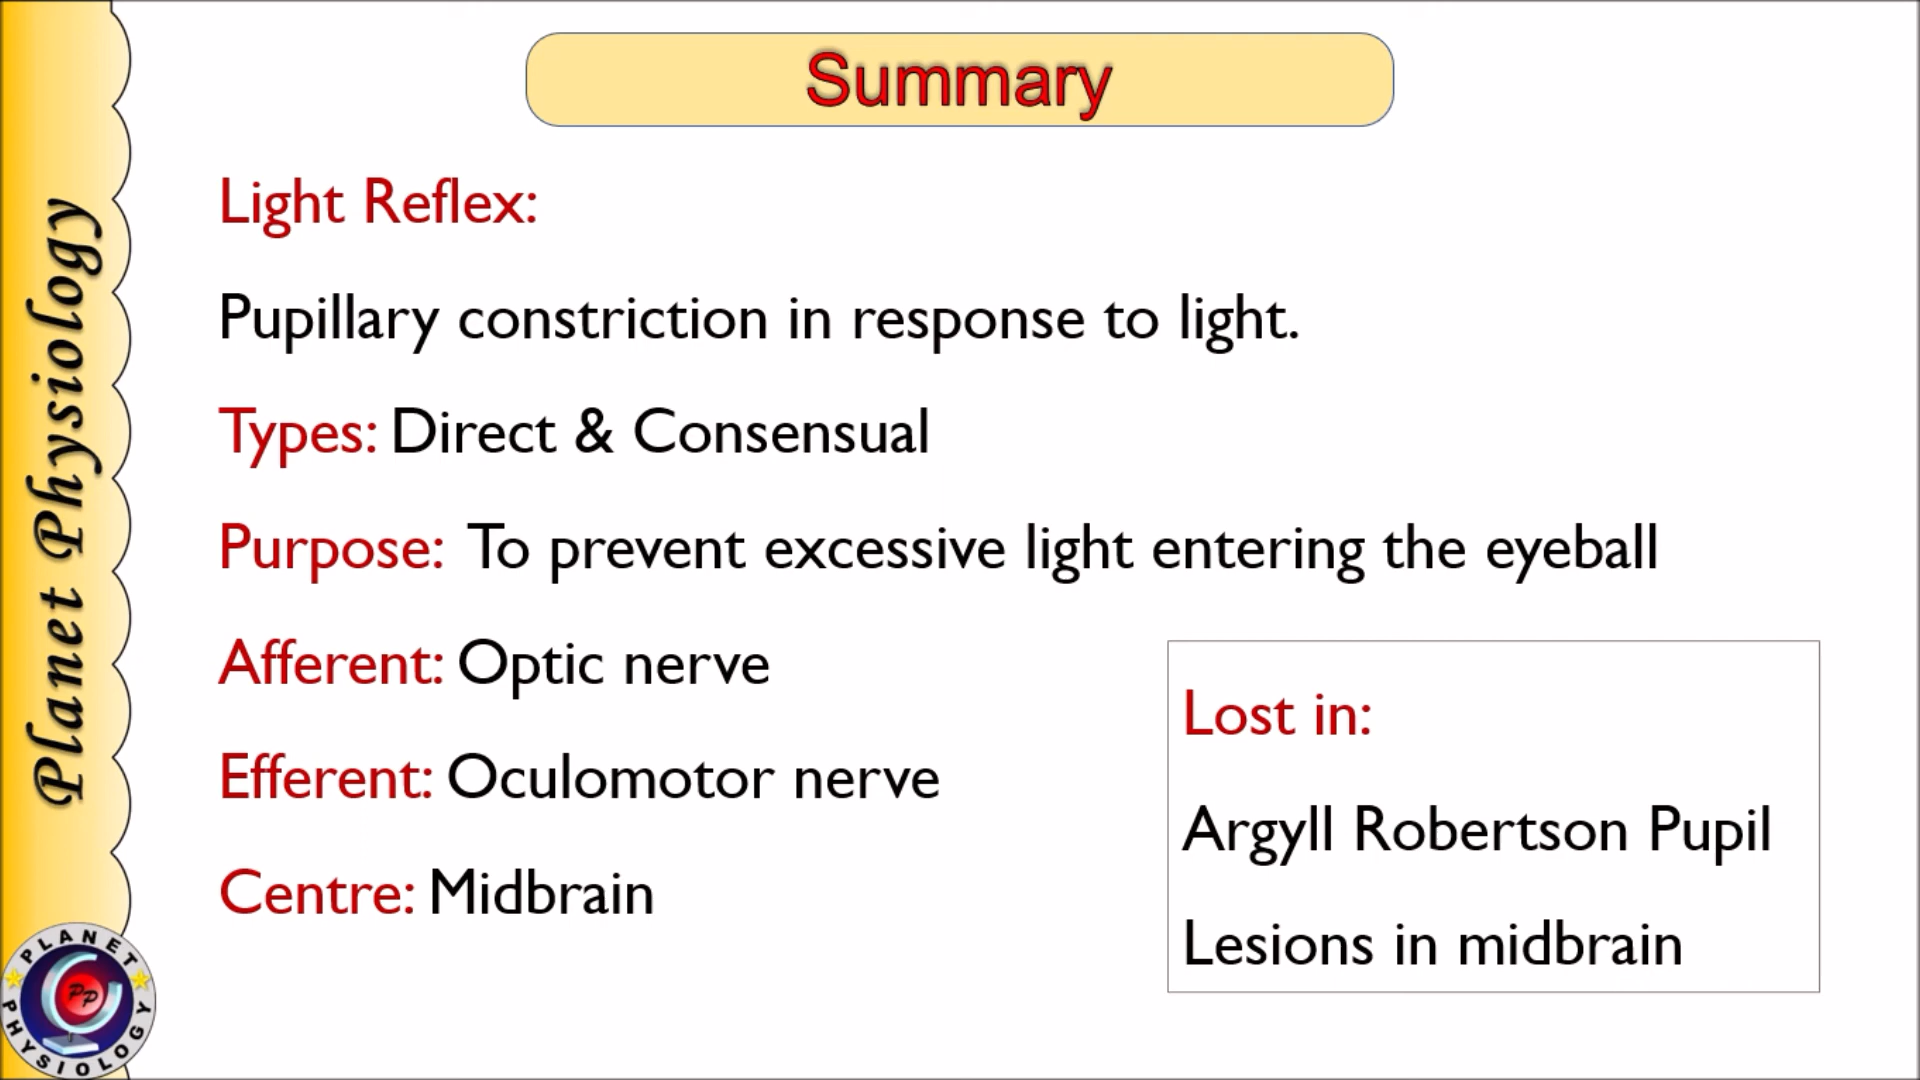 Summary
Light Reflex:
Pupillary constriction in response to light.
Types: Direct & Consensual
Purpose: To prevent excessive light entering the eyeball
Afferent: Optic nerve
Efferent: Oculomotor nerve
Centre: Midbrain
Lost in:
Argyll Robertson Pupil
Lesions in midbrain
Planet Physiology
PLANET
PP
PHYSIOLOGY